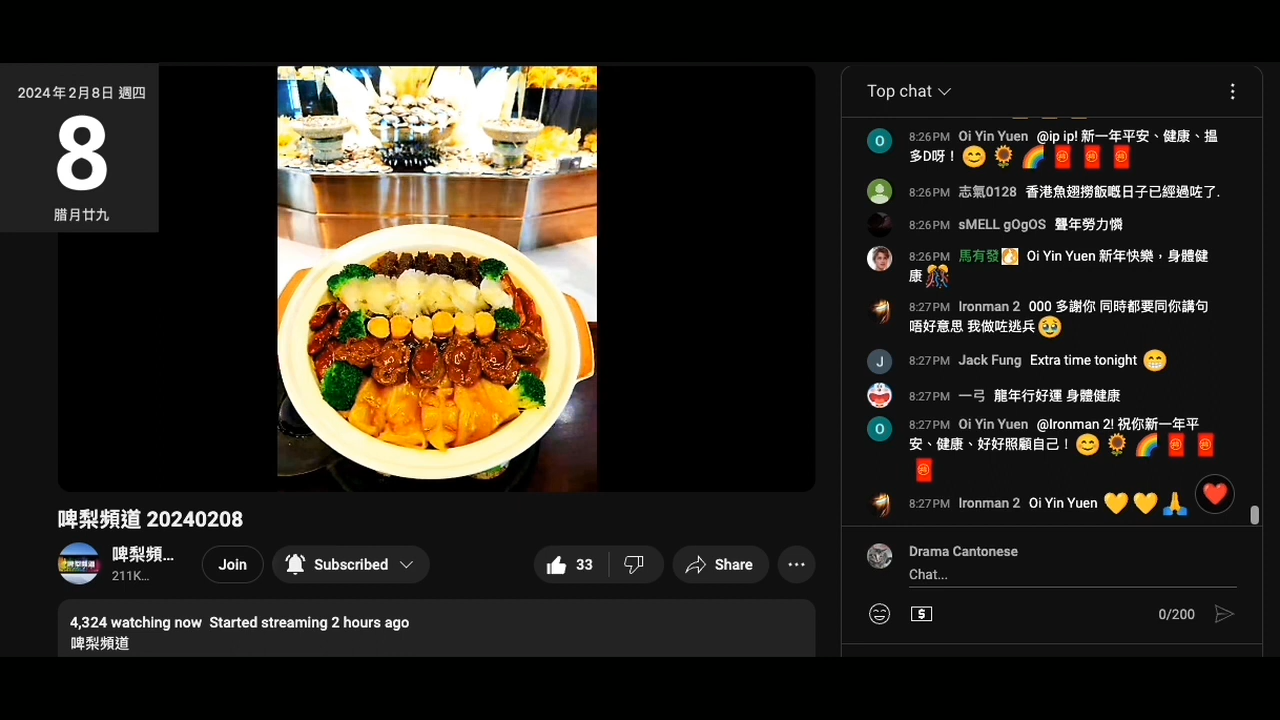 2024年2月8日 週四
8
腊月廿九
Top chat
8:26PM Oi Yin Yuen @ip ip! 新一年平安、健康、搵
多D呀！😊🌻🌈🧧🧧🧧
8:26PM 志氣0128 香港魚翅撈飯嘅日子已經過咗了.
8:26PM sMELL gOgOS 聾年勞力憐
8:26PM 馬有發 Oi Yin Yuen 新年快樂，身體健
康🎊
8:27PM Ironman 2 000 多謝你 同時都要同你講句
唔好意思 我做咗逃兵🥹
J
8:27PM Jack Fung Extra time tonight 😁
8:27PM 一弓 龍年行好運 身體健康
O
8:27PM Oi Yin Yuen @Ironman 2! 祝你新一年平
安、健康、好好照顧自己！😊🌻🌈🧧🧧
🧧
8:27PM Ironman 2 Oi Yin Yuen 💛💛🙏
啤梨頻道 20240208
啤梨頻...
211K...
Join
Subscribed
33
Share
4,324 watching now Started streaming 2 hours ago
啤梨頻道
Drama Cantonese
Chat...
0/200